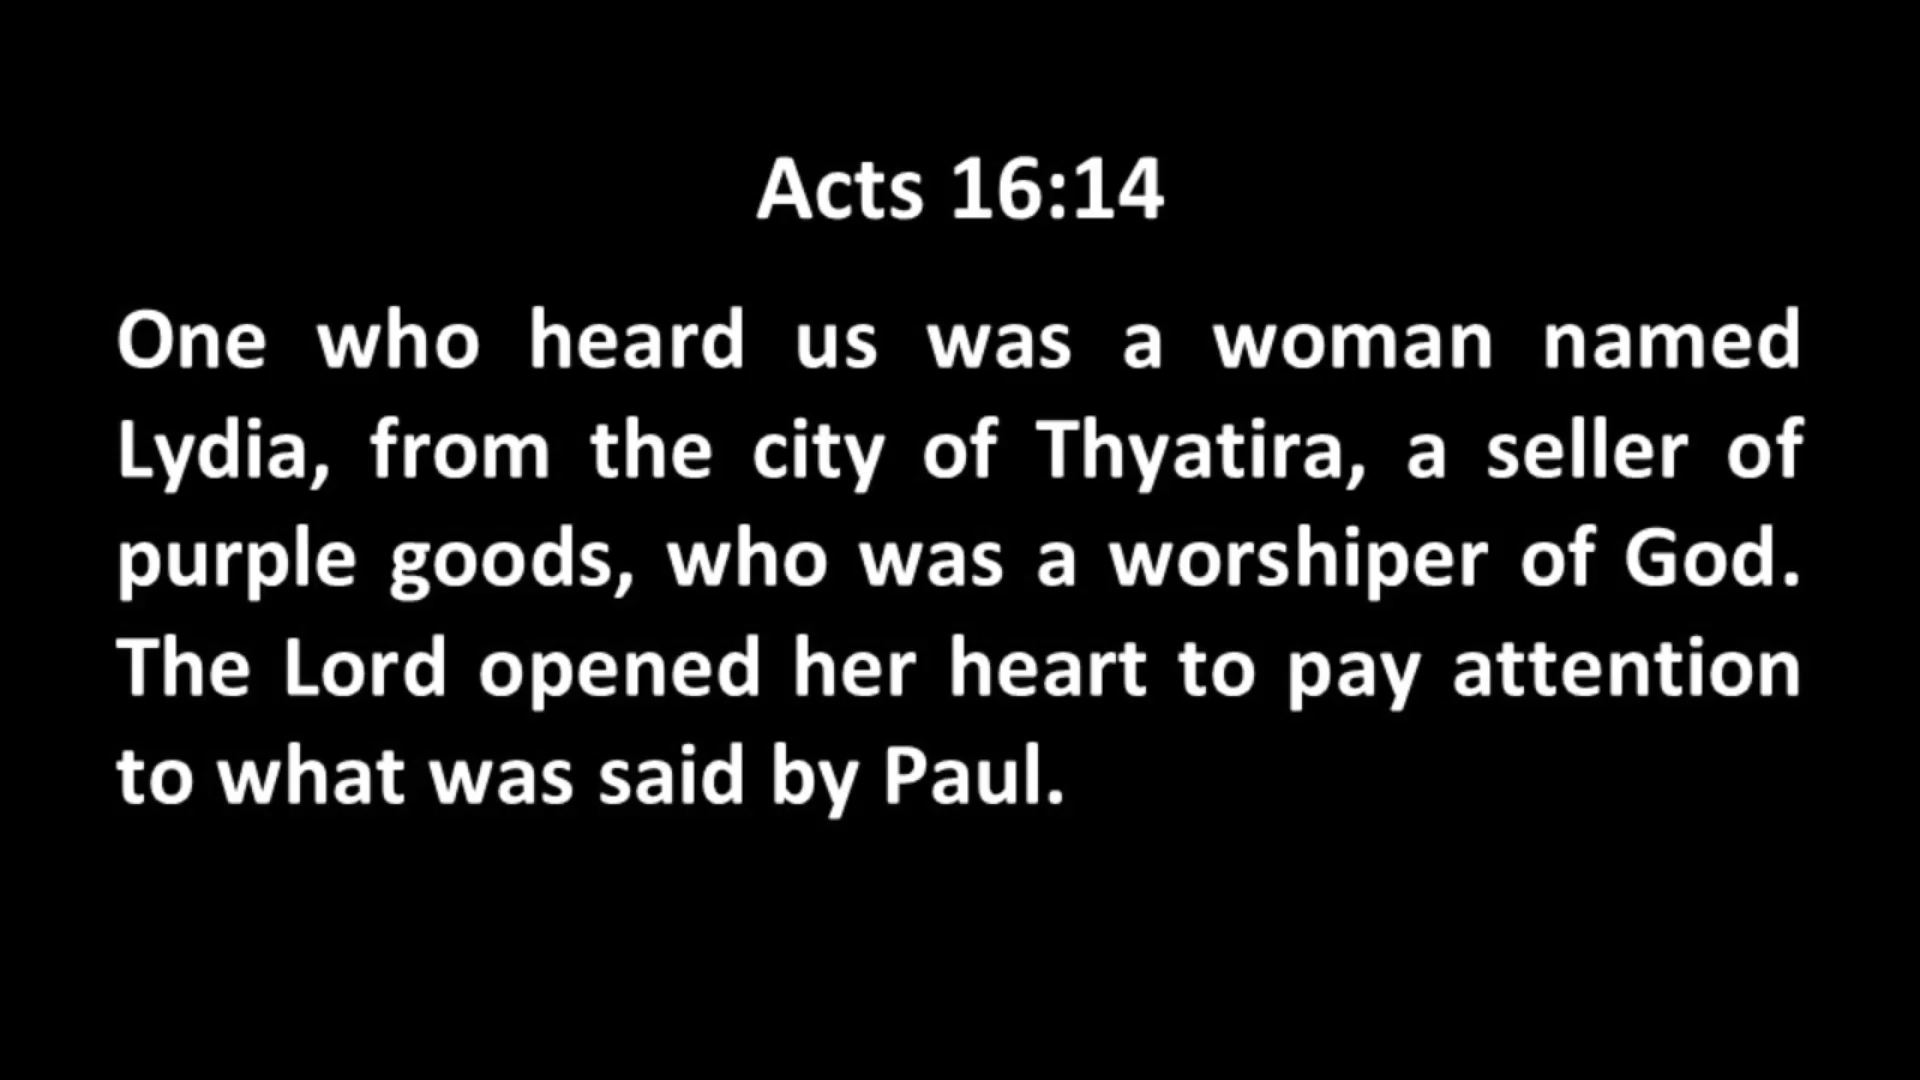 Acts 16:14
One who heard us was a woman named
Lydia, from the city of Thyatira, a seller of
purple goods, who was a worshiper of God.
The Lord opened her heart to pay attention
to what was said by Paul.